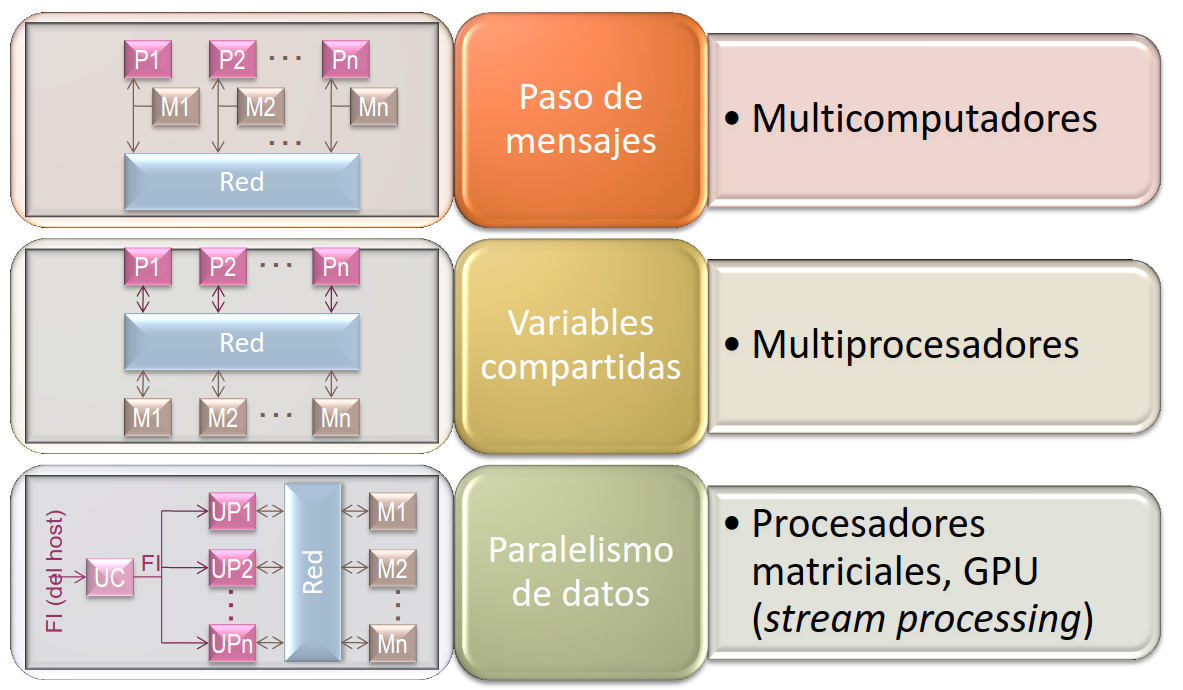 P1 P2 ... Pn
M1 M2 Mn
...
Red
Paso de
mensajes
• Multicomputadores
P1 P2 ... Pn
Red
M1 M2 ... Mn
Variables
compartidas
• Multiprocesadores
FI (del host)
UC
FI
UP1
UP2
UPn
Red
M1
M2
Mn
Paralelismo
de datos
• Procesadores
matriciales, GPU
(stream processing)